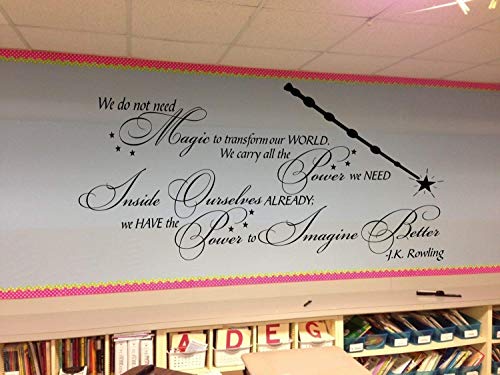 We do not need
Magic to transform our WORLD.
We carry all the
Power we NEED
Inside Ourselves ALREADY:
we HAVE the
Power to Imagine Better
-J.K. Rowling
A D E G